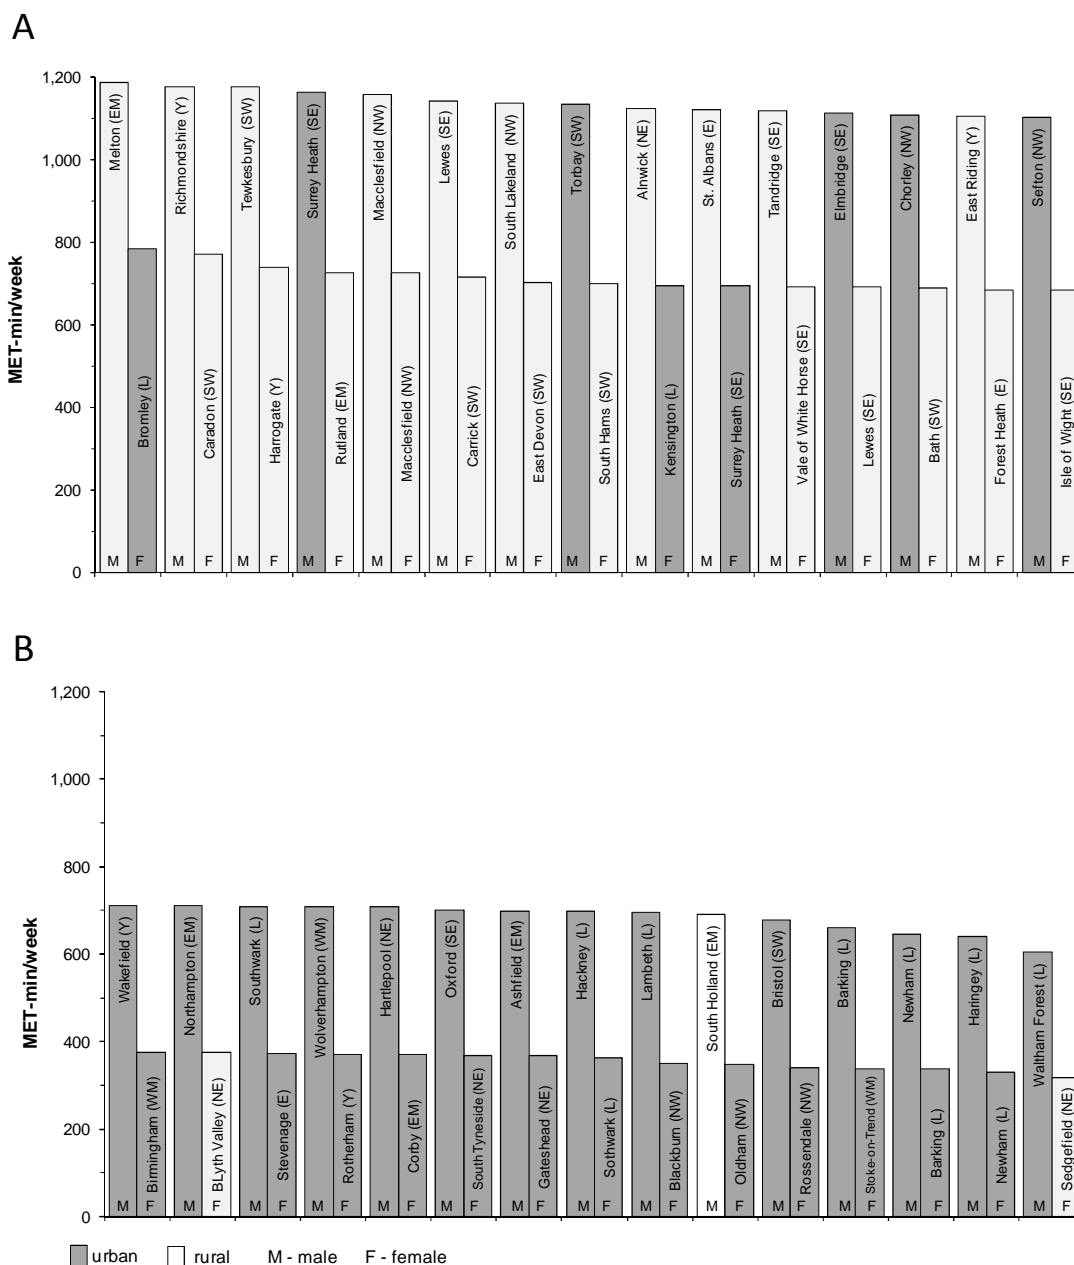 A
1,200
1,000
800
600
400
200
0
MET-min/week
Melton (EM)
Bromley (L)
Richmondshire (Y)
Caradon (SW)
Tewkesbury (SW)
Harrogate (Y)
Surrey Heath (SE)
Rutland (EM)
Macclesfield (NW)
Macclesfield (NW)
Lewes (SE)
Carrick (SW)
South Lakeland (NW)
East Devon (SW)
Torbay (SW)
South Hams (SW)
Alnwick (NE)
Kensington (L)
St. Albans (E)
Surrey Heath (SE)
Tandridge (SE)
Vale of White Horse (SE)
Elmbridge (SE)
Lewes (SE)
Chorley (NW)
Bath (SW)
East Riding (Y)
Forest Heath (E)
Sefton (NW)
Isle of Wight (SE)
M F M F M F M F M F M F M F M F M F M F M F M F M F M F M F
B
1,200
1,000
800
600
400
200
0
MET-min/week
Wakefield (Y)
Birmingham (WM)
Northampton (EM)
BLyth Valley (NE)
Southwark (L)
Stevenage (E)
Wolverhampton (WM)
Rotherham (Y)
Hartlepool (NE)
Corby (EM)
Oxford (SE)
South Tyneside (NE)
Ashfield (EM)
Gateshead (NE)
Hackney (L)
Sothwark (L)
Lambeth (L)
Blackburn (NW)
South Holland (EM)
Oldham (NW)
Bristol (SW)
Rossendale (NW)
Barking (L)
Stoke-on-Trend (WM)
Newham (L)
Barking (L)
Haringey (L)
Newham (L)
Waltham Forest (L)
Sedgefield (NE)
M F M F M F M F M F M F M F M F M F M F M F M F M F M F M F
urban rural M - male F - female